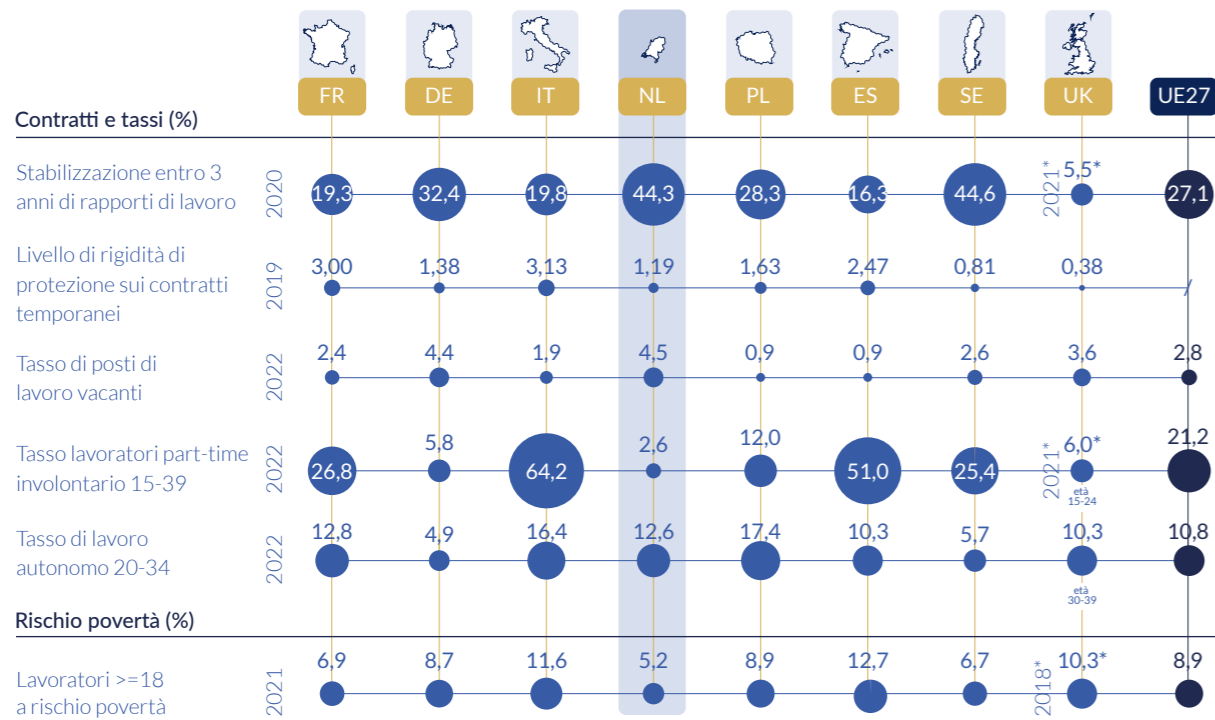 FR DE IT NL PL ES SE UK UE27
Contratti e tassi (%)
Stabilizzazione entro 3
anni di rapporti di lavoro
2020
19,3 32,4 19,8 44,3 28,3 16,3 44,6 2021* 5,5* 27,1
Livello di rigidità di
protezione sui contratti
temporanei
2019
3,00 1,38 3,13 1,19 1,63 2,47 0,81 0,38 /
Tasso di posti di
lavoro vacanti
2022
2,4 4,4 1,9 4,5 0,9 0,9 2,6 3,6 2,8
Tasso lavoratori part-time
involontario 15-39
2022
26,8 5,8 64,2 2,6 12,0 51,0 25,4 2021* 6,0* 21,2
età
15-24
Tasso di lavoro
autonomo 20-34
2022
12,8 4,9 16,4 12,6 17,4 10,3 5,7 10,3 10,8
età
30-39
Rischio povertà (%)
Lavoratori >=18
a rischio povertà
2021
6,9 8,7 11,6 5,2 8,9 12,7 6,7 2018* 10,3* 8,9